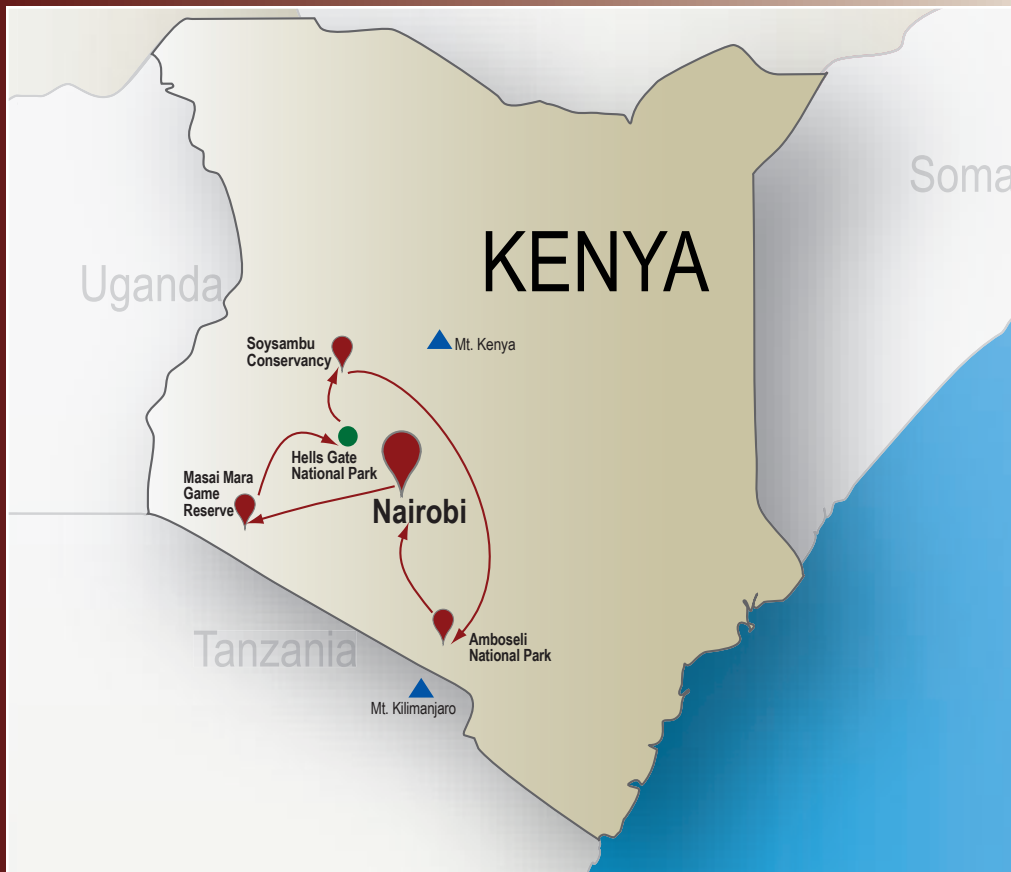 Soma
KENYA
Uganda
Soysambu
Conservancy
Mt. Kenya
Hells Gate
National Park
Masai Mara
Game
Reserve
Nairobi
Tanzania
Amboseli
National Park
Mt. Kilimanjaro